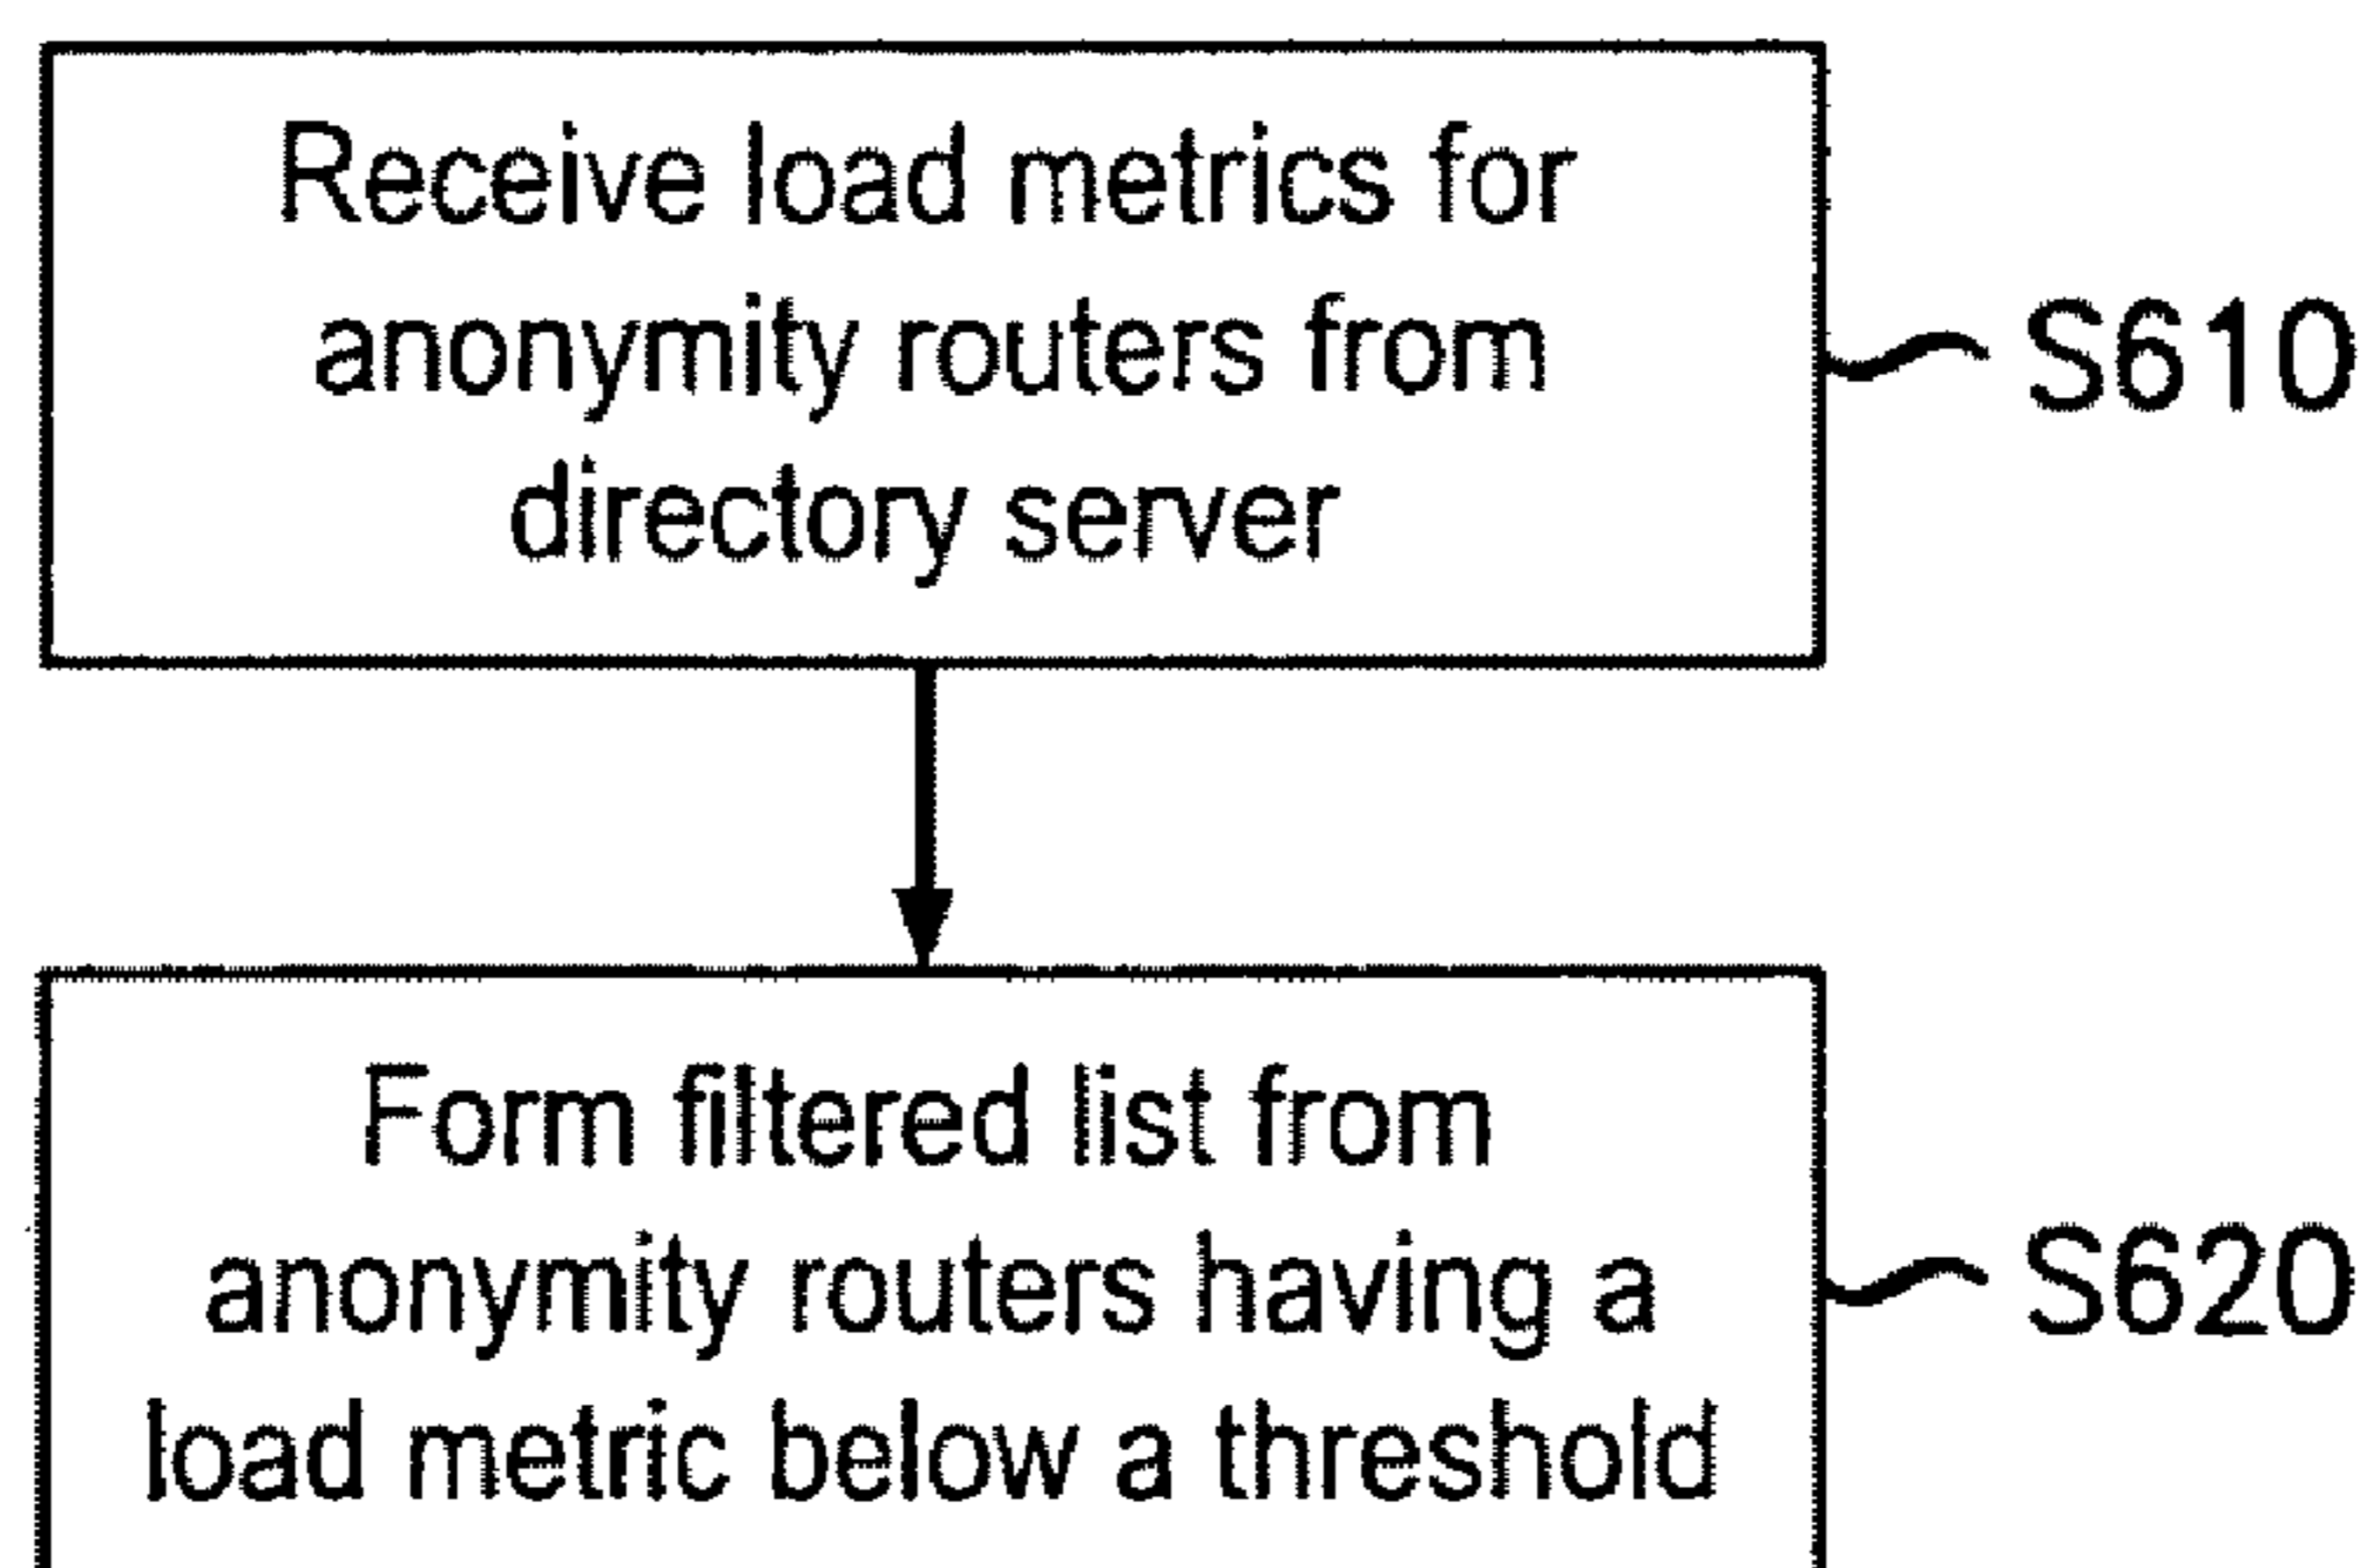 Receive load metrics for
anonymity routers from
directory server
S610
Form filtered list from
anonymity routers having a
load metric below a threshold
S620